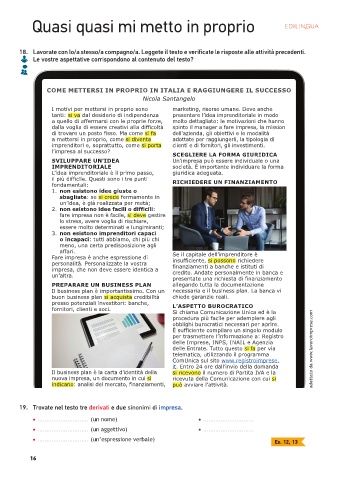 Quasi quasi mi metto in proprio
EDILINGUA
18. Lavorate con lo/a stesso/a compagno/a. Leggete il testo e verificate le risposte alle attività precedenti.
Le vostre aspettative corrispondono al contenuto del testo?
COME METTERSI IN PROPRIO IN ITALIA E RAGGIUNGERE IL SUCCESSO
Nicola Santangelo
I motivi per mettersi in proprio sono
tanti: si va dal desiderio di indipendenza
a quello di affermarsi con le proprie forze,
dalla voglia di essere creativi alla difficoltà
di trovare un posto fisso. Ma come si fa
a mettersi in proprio, come si diventa
imprenditori e, soprattutto, come si porta
l'impresa al successo?
SVILUPPARE UN'IDEA
IMPRENDITORIALE
L'idea imprenditoriale è il primo passo,
il più difficile. Questi sono i tre punti
fondamentali:
1. non esistono idee giuste o
sbagliate: se si crede fermamente in
un'idea, è già realizzata per metà;
2. non esistono idee facili o difficili:
fare impresa non è facile, si deve gestire
lo stress, avere voglia di rischiare,
essere molto determinati e lungimiranti;
3. non esistono imprenditori capaci
o incapaci: tutti abbiamo, chi più chi
meno, una certa predisposizione agli
affari.
Fare impresa è anche espressione di
personalità. Personalizzate la vostra
impresa, che non deve essere identica a
un'altra.
PREPARARE UN BUSINESS PLAN
Il business plan è importantissimo. Con un
buon business plan si acquista credibilità
presso potenziali investitori: banche,
fornitori, clienti e soci.
Il business plan è la carta d'identità della
nuova impresa, un documento in cui si
indicano: analisi del mercato, finanziamenti,
marketing, risorse umane. Deve anche
presentare l'idea imprenditoriale in modo
molto dettagliato: le motivazioni che hanno
spinto il manager a fare impresa, la mission
dell'azienda, gli obiettivi e le modalità
adottate per raggiungerli, la tipologia di
clienti e di fornitori, gli investimenti.
SCEGLIERE LA FORMA GIURIDICA
Un'impresa può essere individuale o una
società. È importante individuare la forma
giuridica adeguata.
RICHIEDERE UN FINANZIAMENTO
Se il capitale dell'imprenditore è
insufficiente, si possono richiedere
finanziamenti a banche e istituti di
credito. Andate personalmente in banca e
presentate una richiesta di finanziamento
allegando tutta la documentazione
necessaria e il business plan. La banca vi
chiede garanzie reali.
L'ASPETTO BUROCRATICO
Si chiama Comunicazione Unica ed è la
procedura più facile per adempiere agli
obblighi burocratici necessari per aprire.
È sufficiente compilare un singolo modulo
per trasmettere l'informazione a: Registro
delle Imprese, INPS, INAIL e Agenzia
delle Entrate. Tutto questo si fa per via
telematica, utilizzando il programma
ComUnica sul sito www.registroimprese.
it. Entro 24 ore dall'invio della domanda
si ricevono il numero di Partita IVA e la
ricevuta della Comunicazione con cui si
può avviare l'attività.
19. Trovate nel testo tre derivati e due sinonimi di impresa.
(un nome)
(un aggettivo)
(un'espressione verbale)
Es. 12, 13
16